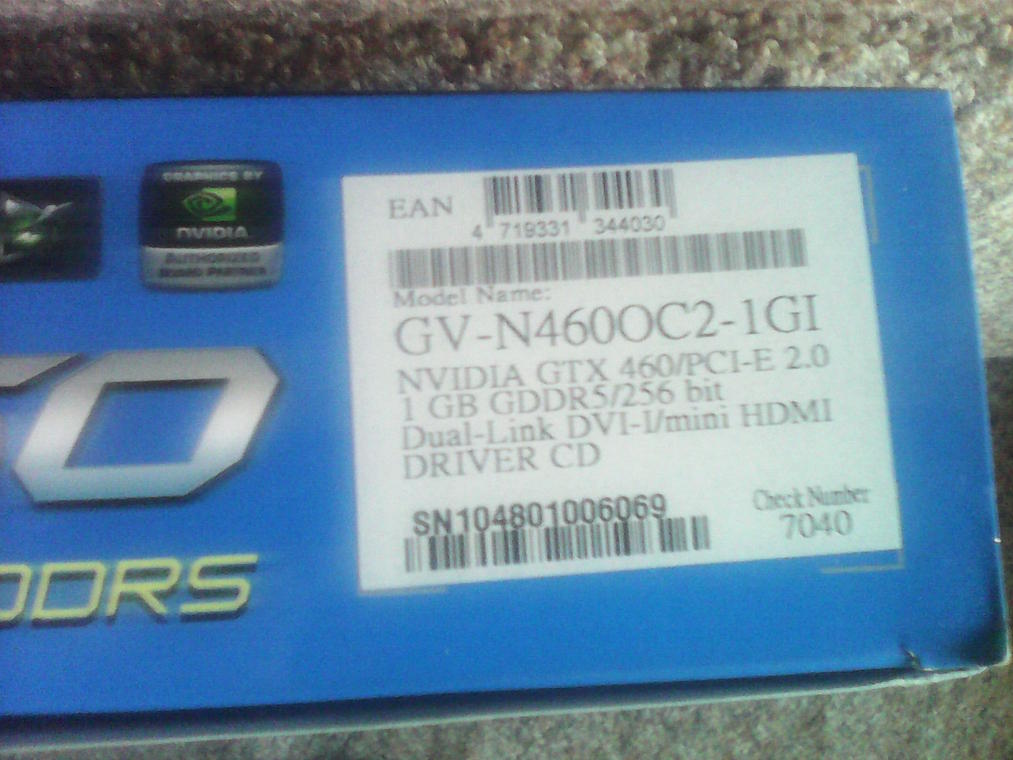 GRAPHICS BY
NVIDIA
AUTHORIZED
BOARD PARTNER
0
DDR5
EAN
4 719331 344030
Model Name:
GV-N460OC2-1GI
NVIDIA GTX 460/PCI-E 2.0
1 GB GDDR5/256 bit
Dual-Link DVI-I/mini HDMI
DRIVER CD
SN104801006069
Check Number
7040